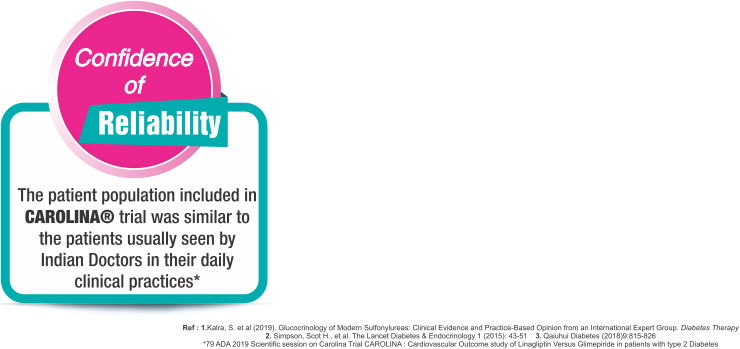 Confidence
of
Reliability
The patient population included in
CAROLINA® trial was similar to
the patients usually seen by
Indian Doctors in their daily
clinical practices*
Ref : 1.Kalra, S. et al (2019). Glucocrinology of Modern Sulfonylureas: Clinical Evidence and Practice-Based Opinion from an International Expert Group. Diabetes Therapy
2. Simpson, Scot H., et al. The Lancet Diabetes & Endocrinology 1 (2015): 43-51 3. Qaiuhui Diabetes (2018)9:815-826
*79 ADA 2019 Scientific session on Carolina Trial CAROLINA : Cardiovascular Outcome study of Linagliptin Versus Glimepiride in patients with type 2 Diabetes